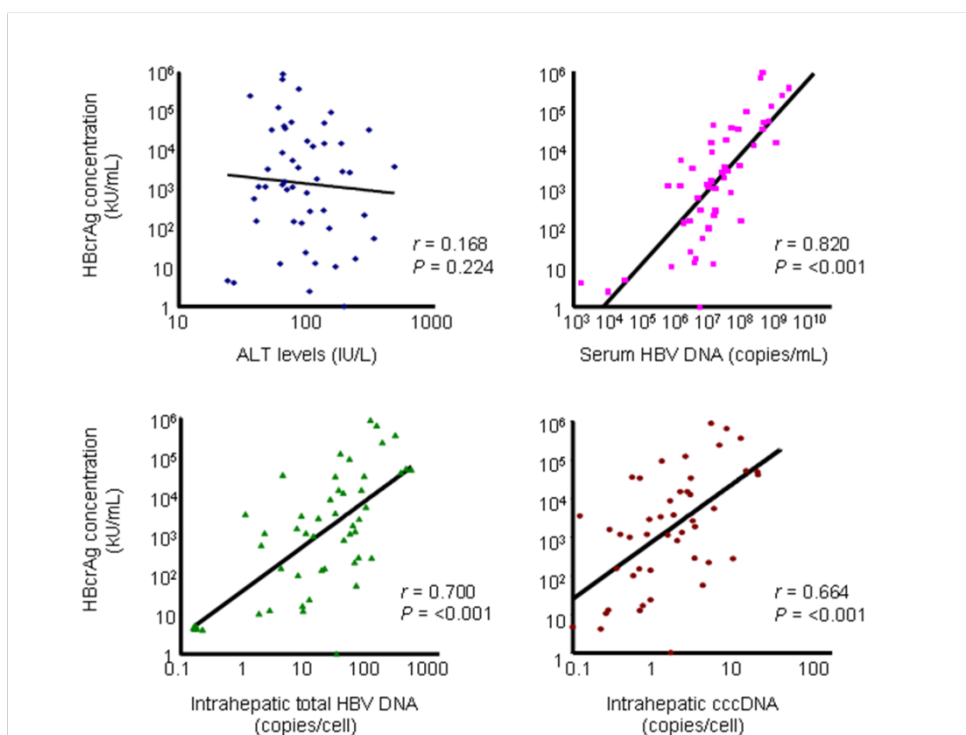 HBcrAg concentration
(kU/mL)
10⁶
10⁵
10⁴
10³
10²
10
1
10
100
1000
r = 0.168
P = 0.224
ALT levels (IU/L)
10⁶
10⁵
10⁴
10³
10²
10
1
10³ 10⁴ 10⁵ 10⁶ 10⁷ 10⁸ 10⁹ 10¹⁰
r = 0.820
P = <0.001
Serum HBV DNA (copies/mL)
HBcrAg concentration
(kU/mL)
10⁶
10⁵
10⁴
10³
10²
10
1
0.1
1
10
100
1000
r = 0.700
P = <0.001
Intrahepatic total HBV DNA
(copies/cell)
10⁶
10⁵
10⁴
10³
10²
10
1
0.1
1
10
100
r = 0.664
P = <0.001
Intrahepatic cccDNA
(copies/cell)